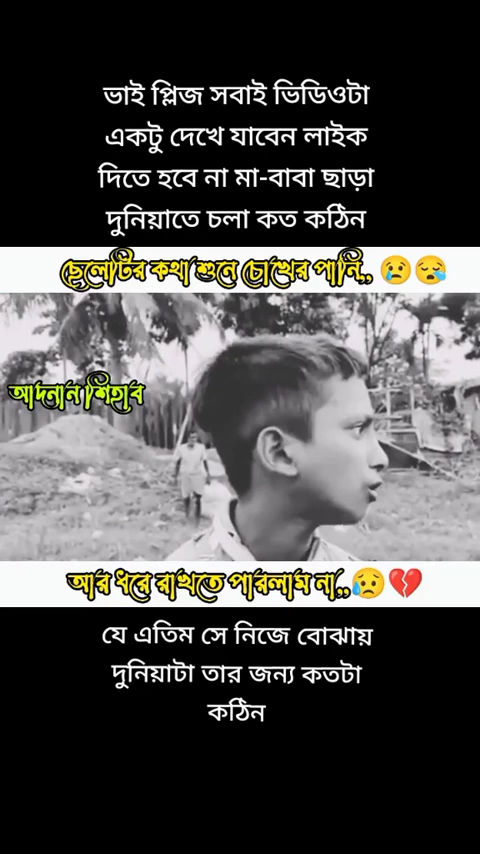 ভাই প্লিজ সবাই ভিডিওটা
একটু দেখে যাবেন লাইক
দিতে হবে না মা-বাবা ছাড়া
দুনিয়াতে চলা কত কঠিন
ছেলেটির কথা শুনে চোখের পানি,, 😢😪
আদনান শিহাব
আর ধরে রাখতে পারলাম না,,😥💔
যে এতিম সে নিজে বোঝায়
দুনিয়াটা তার জন্য কতটা
কঠিন